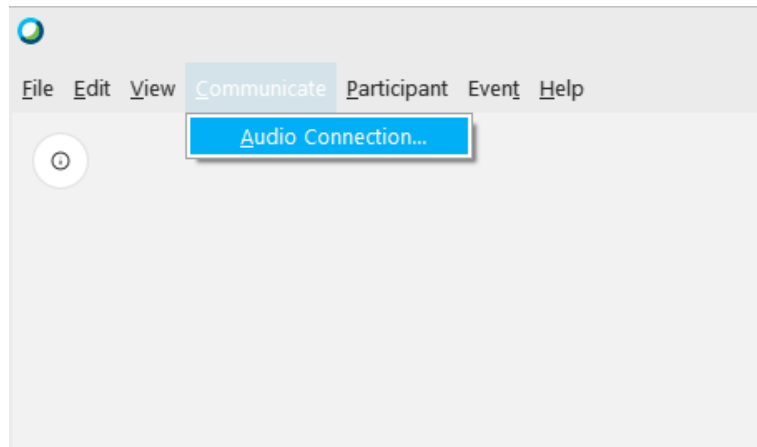 File Edit View Communicate Participant Event Help
Audio Connection...